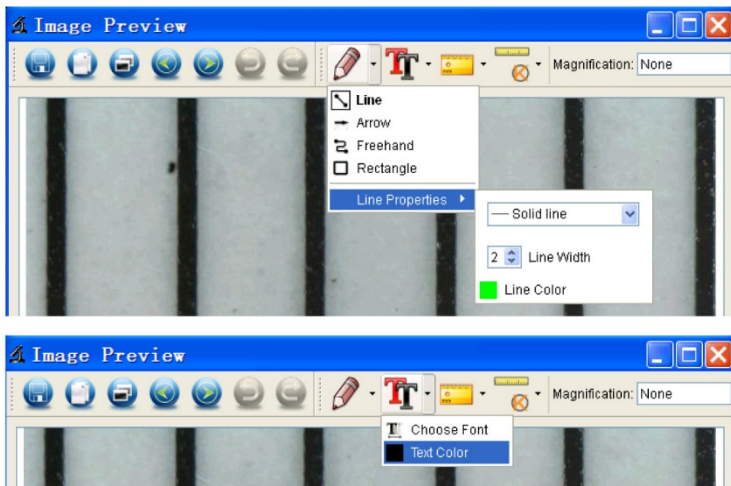 Image Preview
Magnification: None
Line
Arrow
Freehand
Rectangle
Line Properties
Solid line
2 Line Width
Line Color
Image Preview
Magnification: None
Choose Font
Text Color